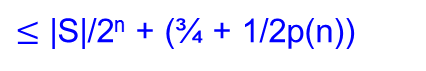 ≤ |S|/2ⁿ + (¾ + 1/2p(n))